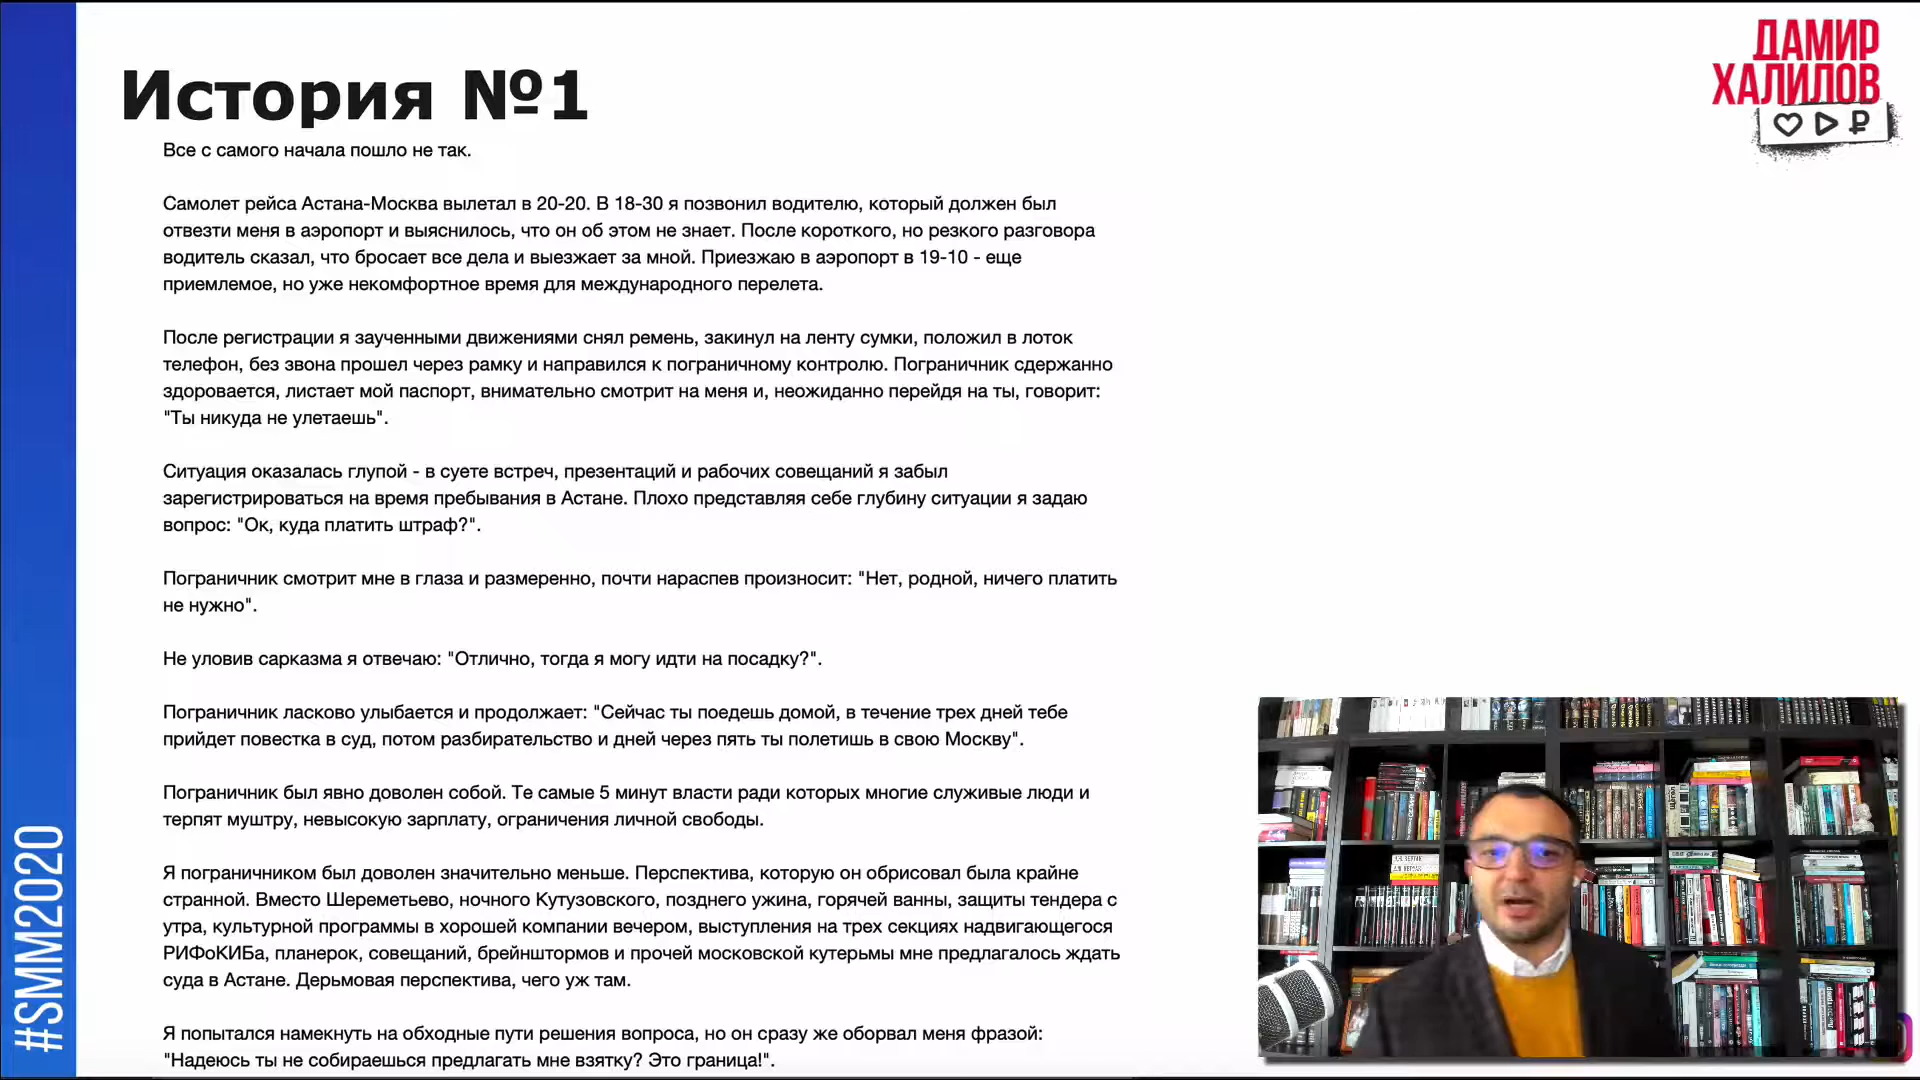 ДАМИР
ХАЛИЛОВ
История №1
Все с самого начала пошло не так.
Самолет рейса Астана-Москва вылетал в 20-20. В 18-30 я позвонил водителю, который должен был
отвезти меня в аэропорт и выяснилось, что он об этом не знает. После короткого, но резкого разговора
водитель сказал, что бросает все дела и выезжает за мной. Приезжаю в аэропорт в 19-10 - еще
приемлемое, но уже некомфортное время для международного перелета.
После регистрации я заученными движениями снял ремень, закинул на ленту сумки, положил в лоток
телефон, без звона прошел через рамку и направился к пограничному контролю. Пограничник сдержанно
здоровается, листает мой паспорт, внимательно смотрит на меня и, неожиданно перейдя на ты, говорит:
"Ты никуда не улетаешь".
Ситуация оказалась глупой - в суете встреч, презентаций и рабочих совещаний я забыл
зарегистрироваться на время пребывания в Астане. Плохо представляя себе глубину ситуации я задаю
вопрос: "Ок, куда платить штраф?".
Пограничник смотрит мне в глаза и размеренно, почти нараспев произносит: "Нет, родной, ничего платить
не нужно".
Не уловив сарказма я отвечаю: "Отлично, тогда я могу идти на посадку?".
Пограничник ласково улыбается и продолжает: "Сейчас ты поедешь домой, в течение трех дней тебе
прийдет повестка в суд, потом разбирательство и дней через пять ты полетишь в свою Москву".
Пограничник был явно доволен собой. Те самые 5 минут власти ради которых многие служивые люди и
терпят муштру, невысокую зарплату, ограничения личной свободы.
Я пограничником был доволен значительно меньше. Перспектива, которую он обрисовал была крайне
странной. Вместо Шереметьево, ночного Кутузовского, позднего ужина, горячей ванны, защиты тендера с
утра, культурной программы в хорошей компании вечером, выступления на трех секциях надвигающегося
РИФоКИБа, планерок, совещаний, брейнштормов и прочей московской кутерьмы мне предлагалось ждать
суда в Астане. Дерьмовая перспектива, чего уж там.
Я попытался намекнуть на обходные пути решения вопроса, но он сразу же оборвал меня фразой:
"Надеюсь ты не собираешься предлагать мне взятку? Это граница!".
#SMM2020